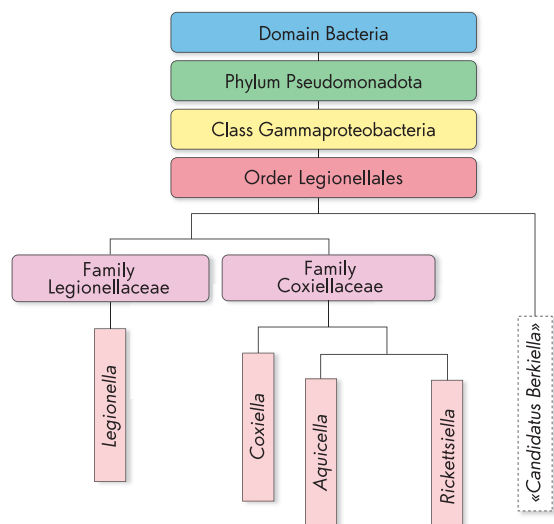 Domain Bacteria
Phylum Pseudomonadota
Class Gammaproteobacteria
Order Legionellales
Family
Legionellaceae
Family
Coxiellaceae
Legionella
Coxiella
Aquicella
Rickettsiella
«Candidatus Berkiella»